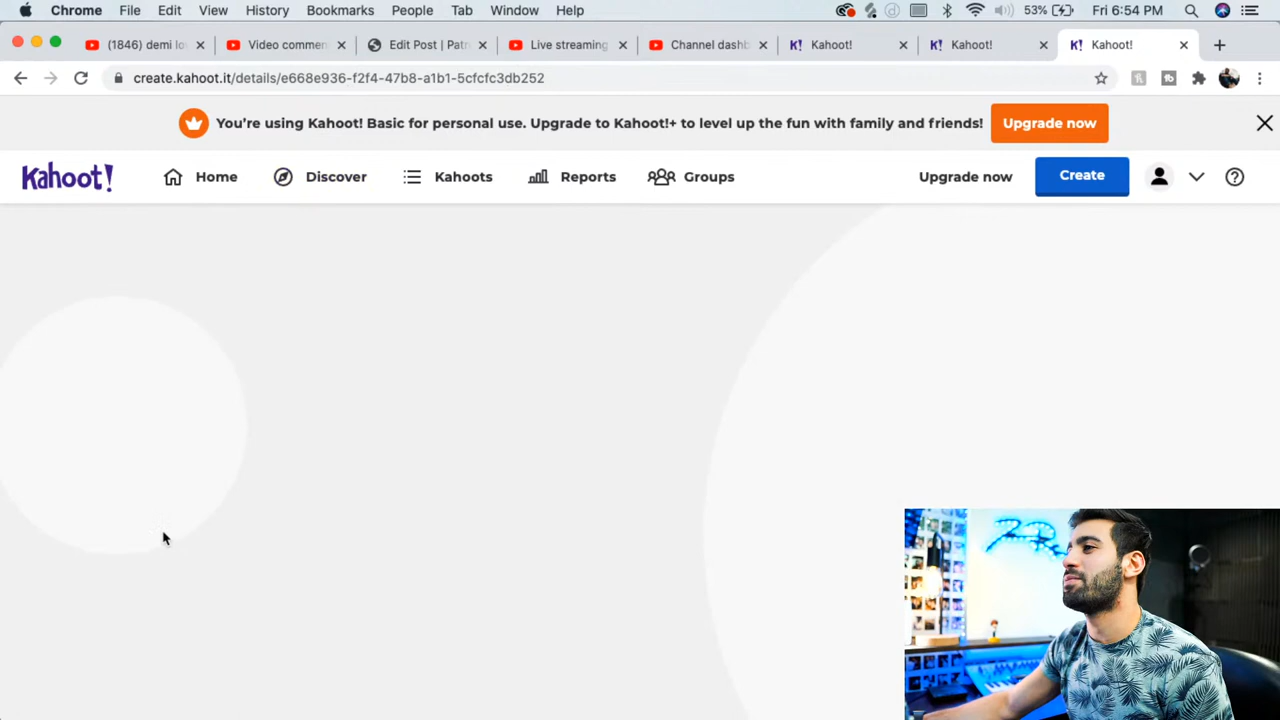 Chrome File Edit View History Bookmarks People Tab Window Help 53% Fri 6:54 PM
(1846) demi lo Video commen Edit Post | Patr Live streaming Channel dashb Kahoot! Kahoot! Kahoot!
create.kahoot.it/details/e668e936-f2f4-47b8-a1b1-5cfcfc3db252
You're using Kahoot! Basic for personal use. Upgrade to Kahoot!+ to level up the fun with family and friends! Upgrade now
Kahoot! Home Discover Kahoots Reports Groups Upgrade now Create